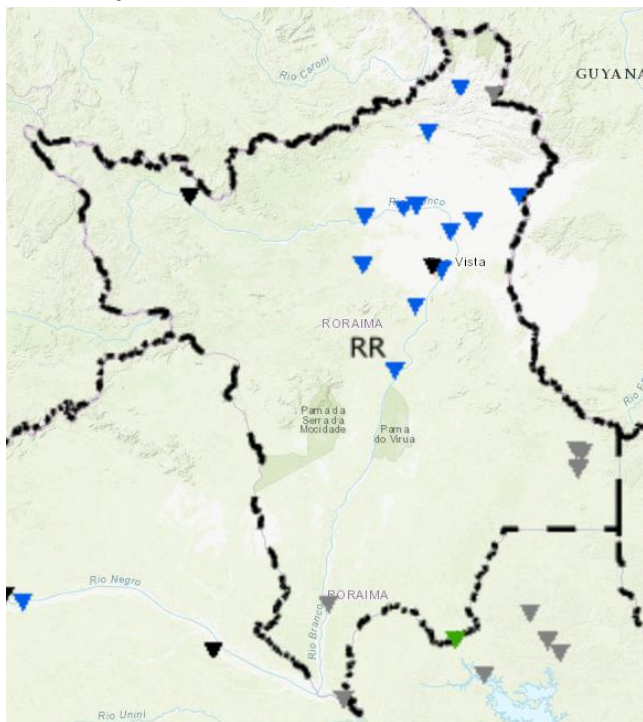 Rio Caroni
GUYANA
Rio Branco
Vista
RORAIMA
RR
Parna da
Serra da
Mocidade
Parna
do Virua
Rio Negro
RORAIMA
Rio Branco
Rio Unini